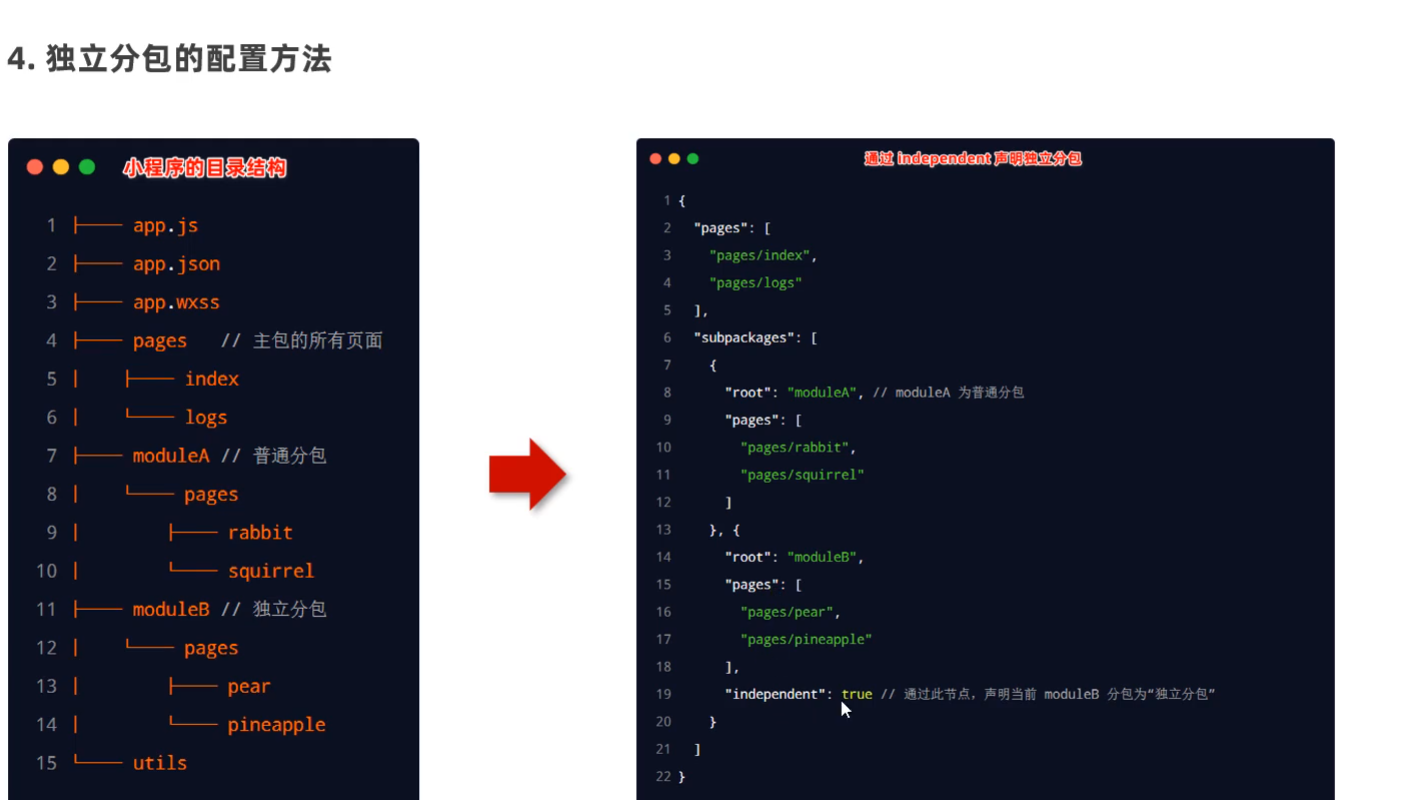 4. 独立分包的配置方法
小程序的目录结构
1 ├── app.js
2 ├── app.json
3 ├── app.wxss
4 ├── pages // 主包的所有页面
5 │ ├── index
6 │ └── logs
7 ├── moduleA // 普通分包
8 │ └── pages
9 │ ├── rabbit
10 │ └── squirrel
11 ├── moduleB // 独立分包
12 │ └── pages
13 │ ├── pear
14 │ └── pineapple
15 └── utils
通过 independent 声明独立分包
1 {
2 "pages": [
3 "pages/index",
4 "pages/logs"
5 ],
6 "subpackages": [
7 {
8 "root": "moduleA", // moduleA 为普通分包
9 "pages": [
10 "pages/rabbit",
11 "pages/squirrel"
12 ]
13 }, {
14 "root": "moduleB",
15 "pages": [
16 "pages/pear",
17 "pages/pineapple"
18 ],
19 "independent": true // 通过此节点，声明当前 moduleB 分包为“独立分包”
20 }
21 ]
22 }